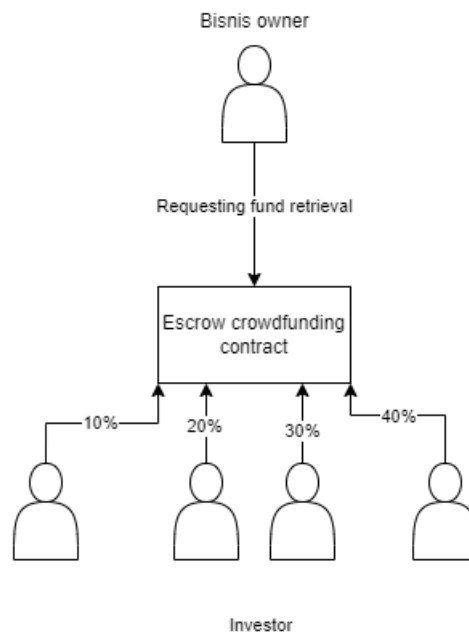 Bisnis owner
Requesting fund retrieval
Escrow crowdfunding
contract
10%
20%
30%
40%
Investor